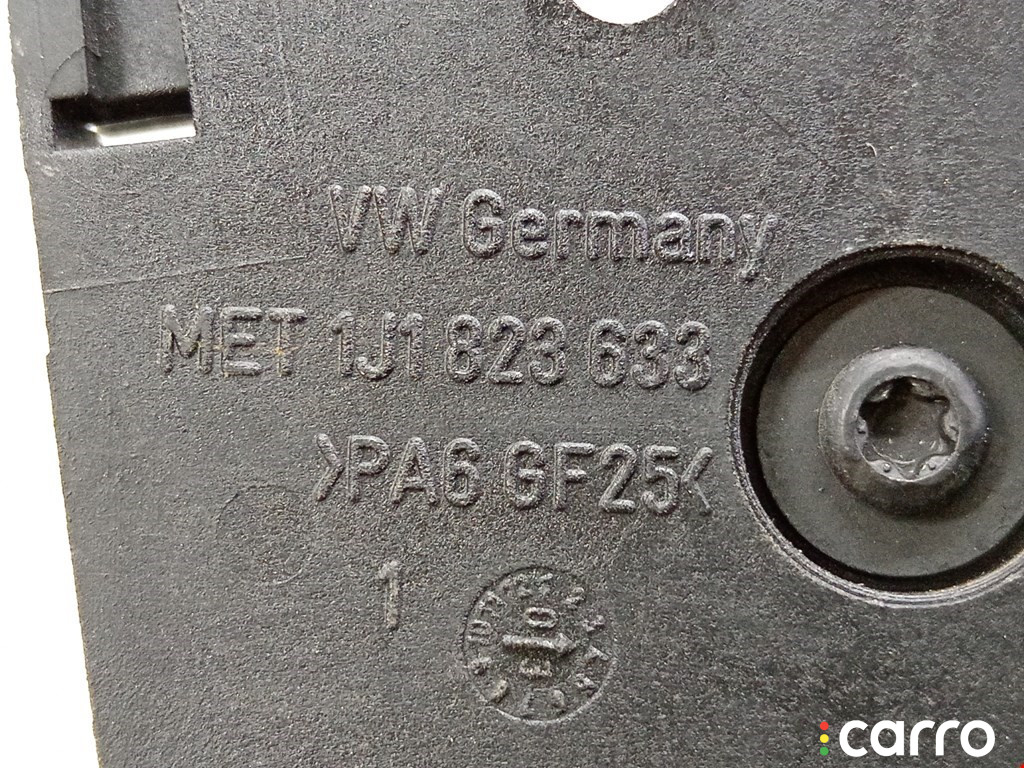 VW Germany
MET 1J1 823 633
>PA6 GF25<
1
carro